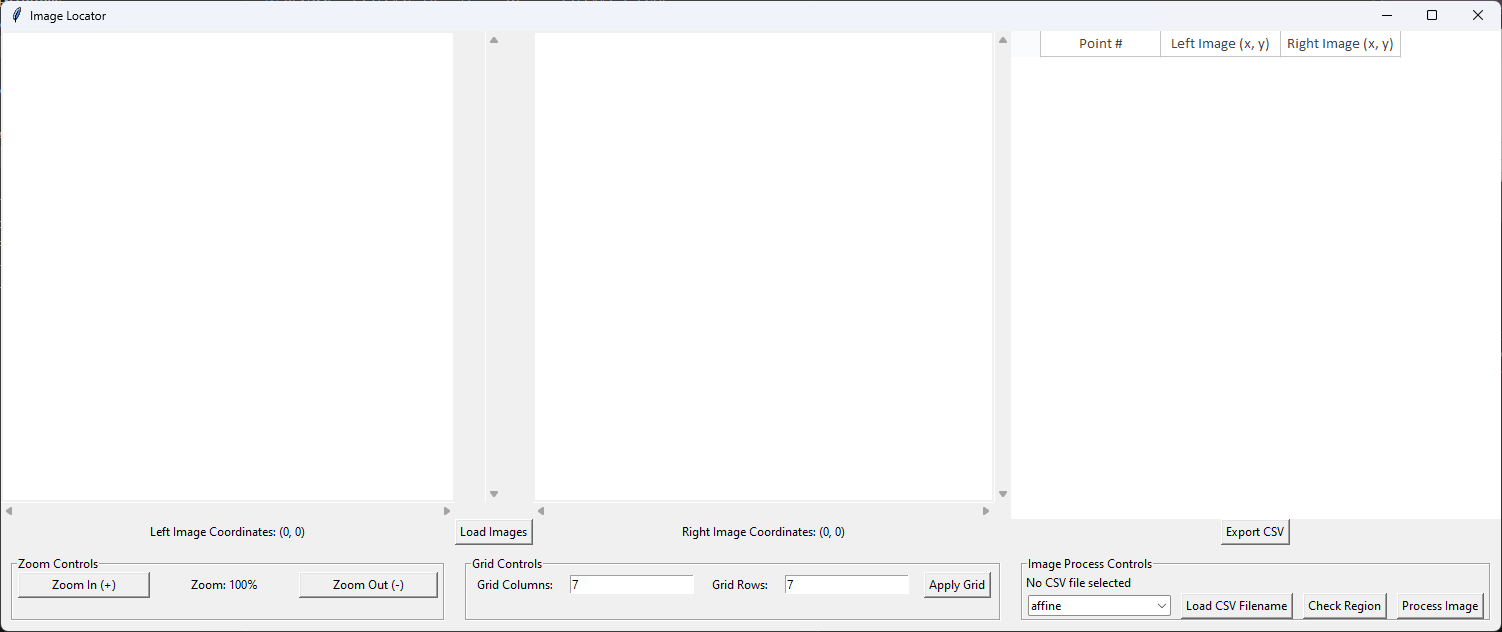 Image Locator
Point # Left Image (x, y) Right Image (x, y)
Left Image Coordinates: (0, 0) Load Images Right Image Coordinates: (0, 0) Export CSV
Zoom Controls Grid Controls Image Process Controls
Zoom In (+) Zoom: 100% Zoom Out (-) Grid Columns: 7 Grid Rows: 7 Apply Grid No CSV file selected
affine Load CSV Filename Check Region Process Image